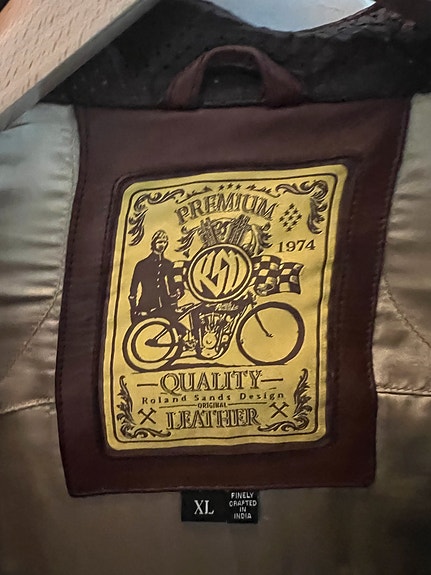 PREMIUM
1974
RSD
QUALITY
Roland Sands Design
ORIGINAL
LEATHER
XL
FINELY
CRAFTED
IN
INDIA